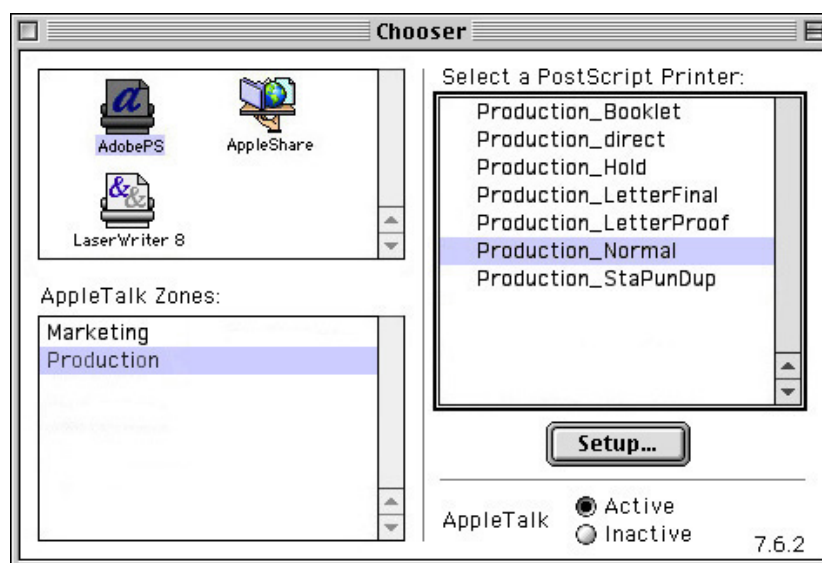 Chooser
AdobePS
AppleShare
LaserWriter 8
AppleTalk Zones:
Marketing
Production
Select a PostScript Printer:
Production_Booklet
Production_direct
Production_Hold
Production_LetterFinal
Production_LetterProof
Production_Normal
Production_StaPunDup
Setup...
AppleTalk
Active
Inactive
7.6.2